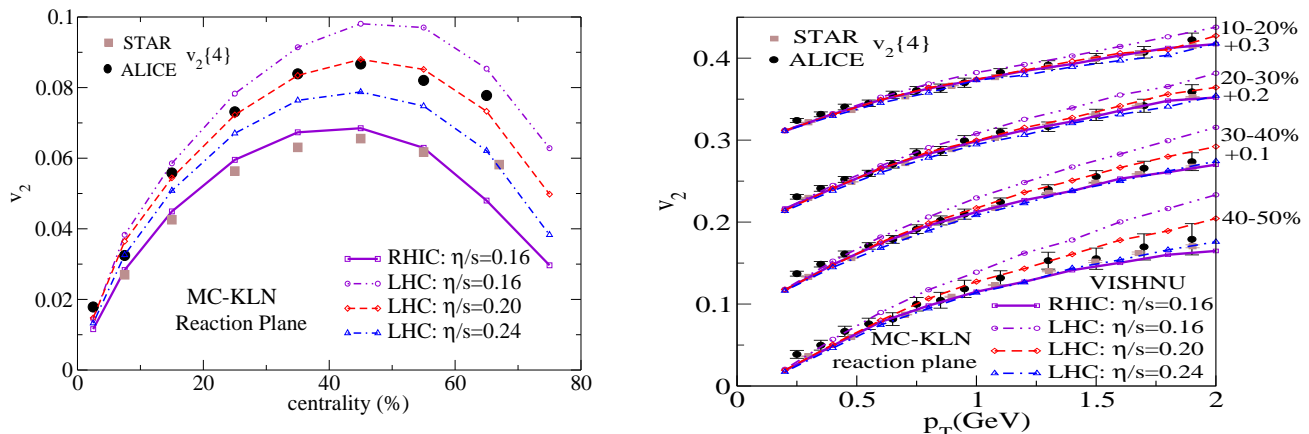 0.1
0.08
0.06
0.04
0.02
0
v₂
STAR
ALICE
v₂{4}
MC-KLN
Reaction Plane
RHIC: η/s=0.16
LHC: η/s=0.16
LHC: η/s=0.20
LHC: η/s=0.24
0 20 40 60 80
centrality (%)
0.4
0.3
0.2
0.1
0
v₂
STAR
ALICE
v₂{4}
10-20%
+0.3
20-30%
+0.2
30-40%
+0.1
40-50%
VISHNU
RHIC: η/s=0.16
LHC: η/s=0.16
LHC: η/s=0.20
LHC: η/s=0.24
MC-KLN
reaction plane
0 0.5 1 1.5 2
p_T(GeV)